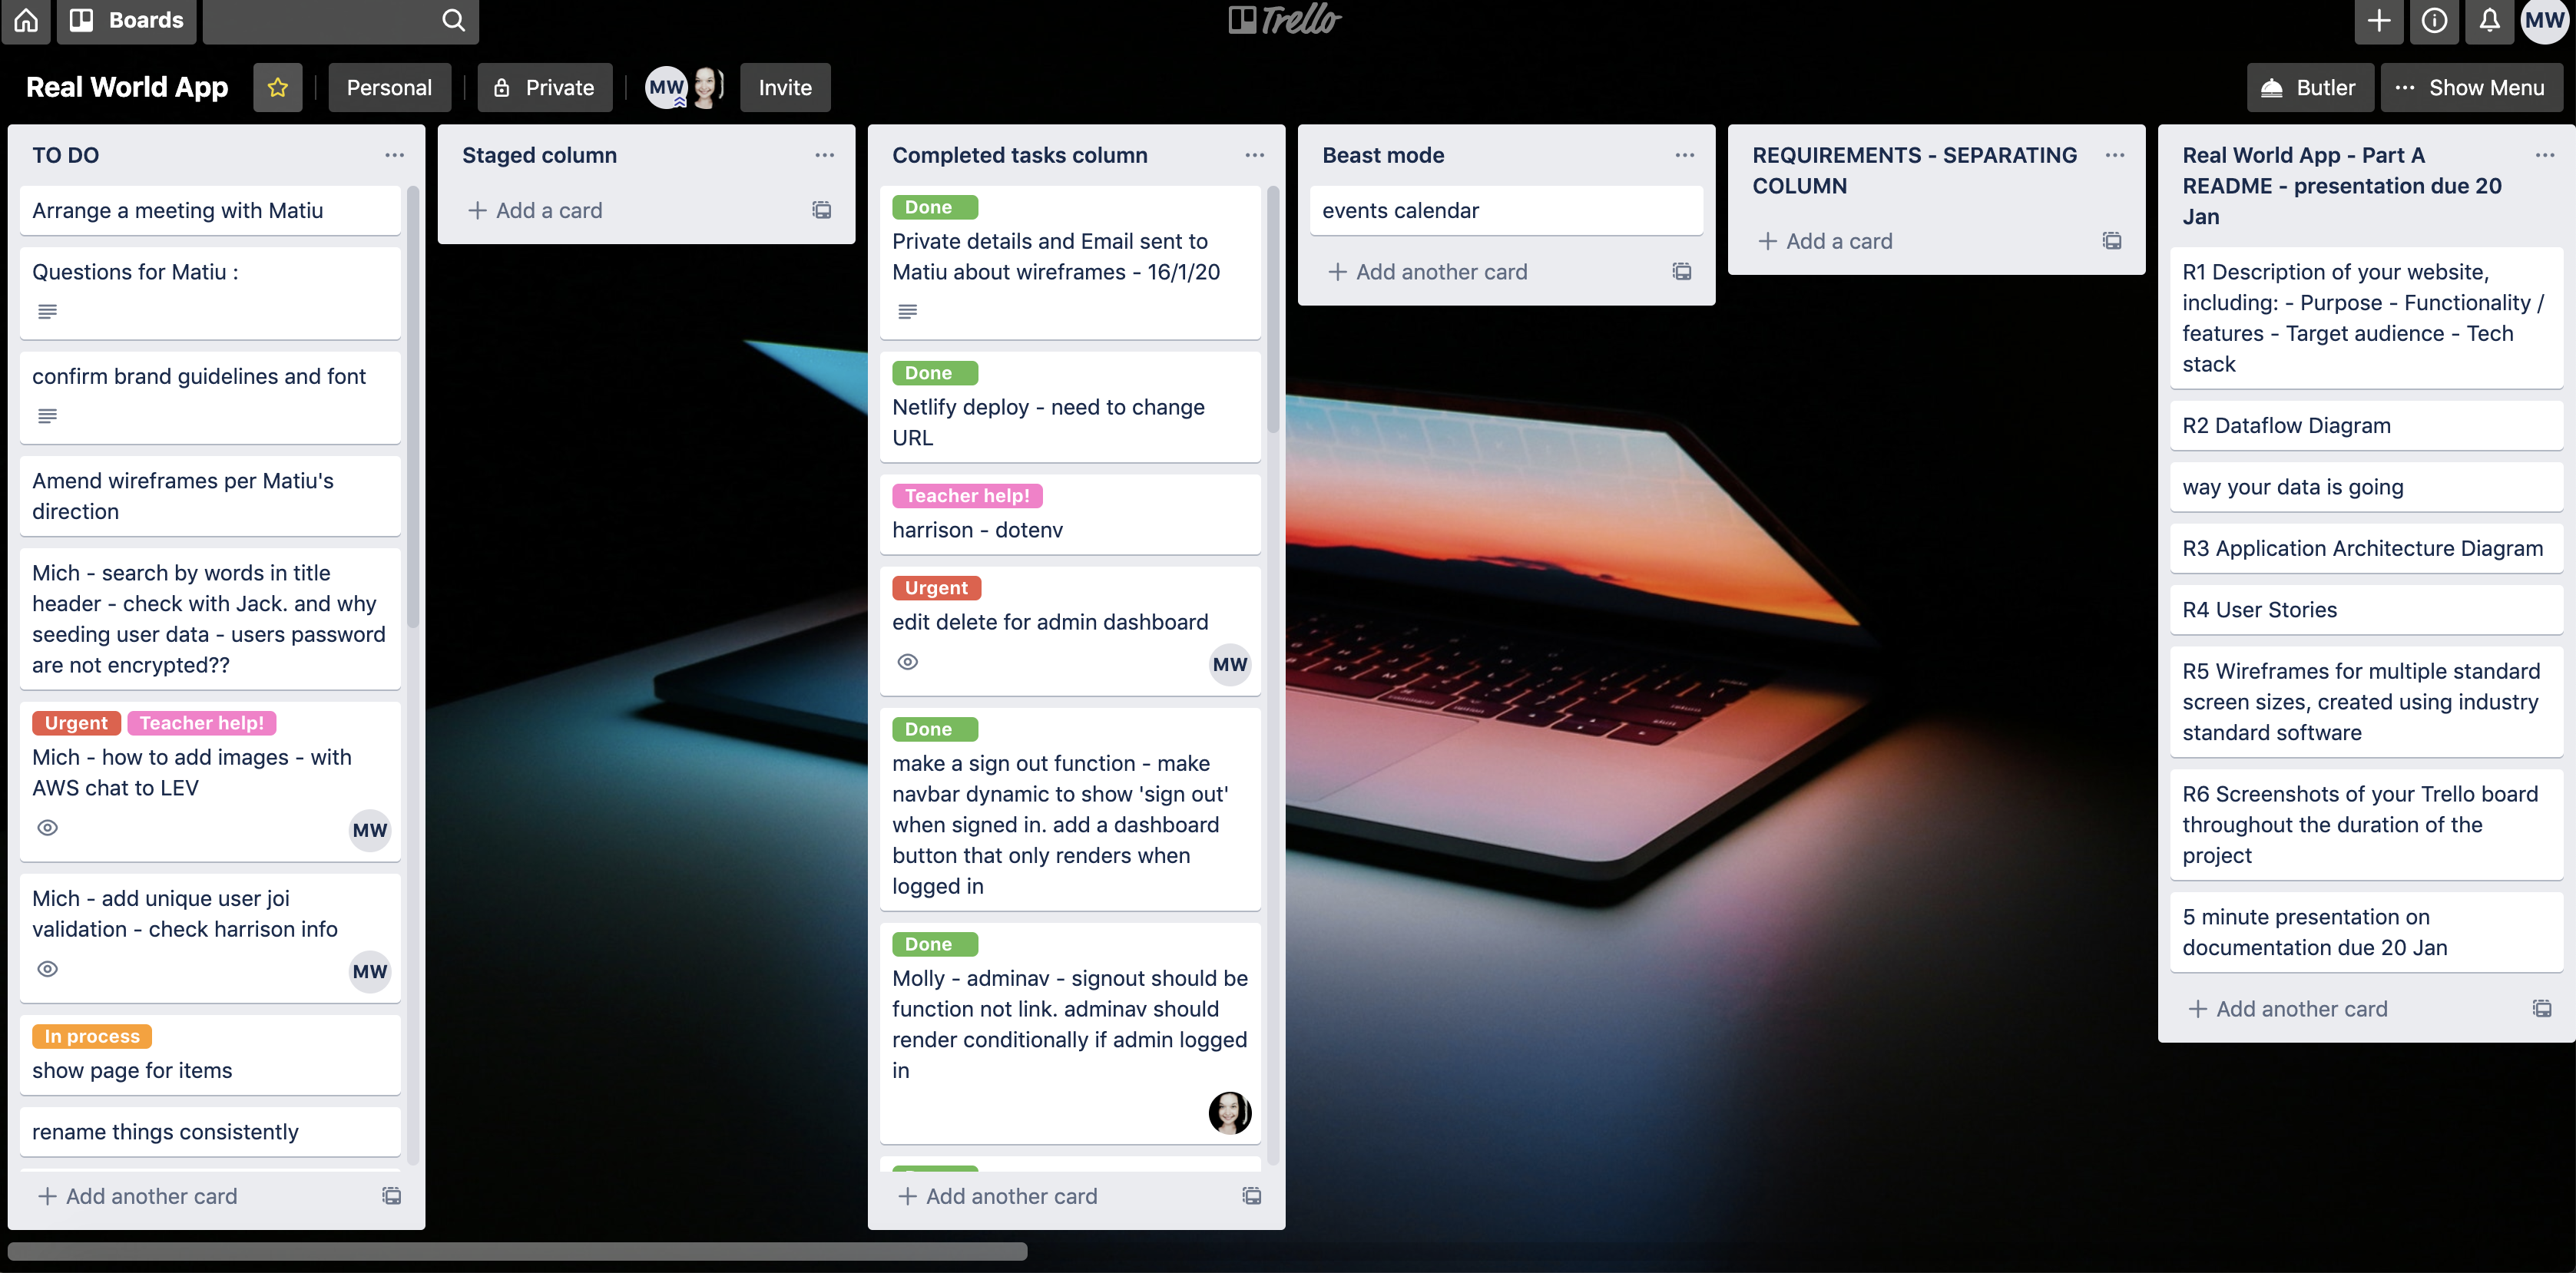 Boards
Trello
MW
Real World App
Personal
Private
MW
Invite
Butler
Show Menu
TO DO
Arrange a meeting with Matiu
Questions for Matiu :
confirm brand guidelines and font
Amend wireframes per Matiu's
direction
Mich - search by words in title
header - check with Jack. and why
seeding user data - users password
are not encrypted??
Urgent
Teacher help!
Mich - how to add images - with
AWS chat to LEV
MW
Mich - add unique user joi
validation - check harrison info
MW
In process
show page for items
rename things consistently
Add another card
Staged column
Add a card
Completed tasks column
Done
Private details and Email sent to
Matiu about wireframes - 16/1/20
Done
Netlify deploy - need to change
URL
Teacher help!
harrison - dotenv
Urgent
edit delete for admin dashboard
MW
Done
make a sign out function - make
navbar dynamic to show 'sign out'
when signed in. add a dashboard
button that only renders when
logged in
Done
Molly - adminav - signout should be
function not link. adminav should
render conditionally if admin logged
in
Add another card
Beast mode
events calendar
Add another card
REQUIREMENTS - SEPARATING
COLUMN
Add a card
Real World App - Part A
README - presentation due 20
Jan
R1 Description of your website,
including: - Purpose - Functionality /
features - Target audience - Tech
stack
R2 Dataflow Diagram
way your data is going
R3 Application Architecture Diagram
R4 User Stories
R5 Wireframes for multiple standard
screen sizes, created using industry
standard software
R6 Screenshots of your Trello board
throughout the duration of the
project
5 minute presentation on
documentation due 20 Jan
Add another card